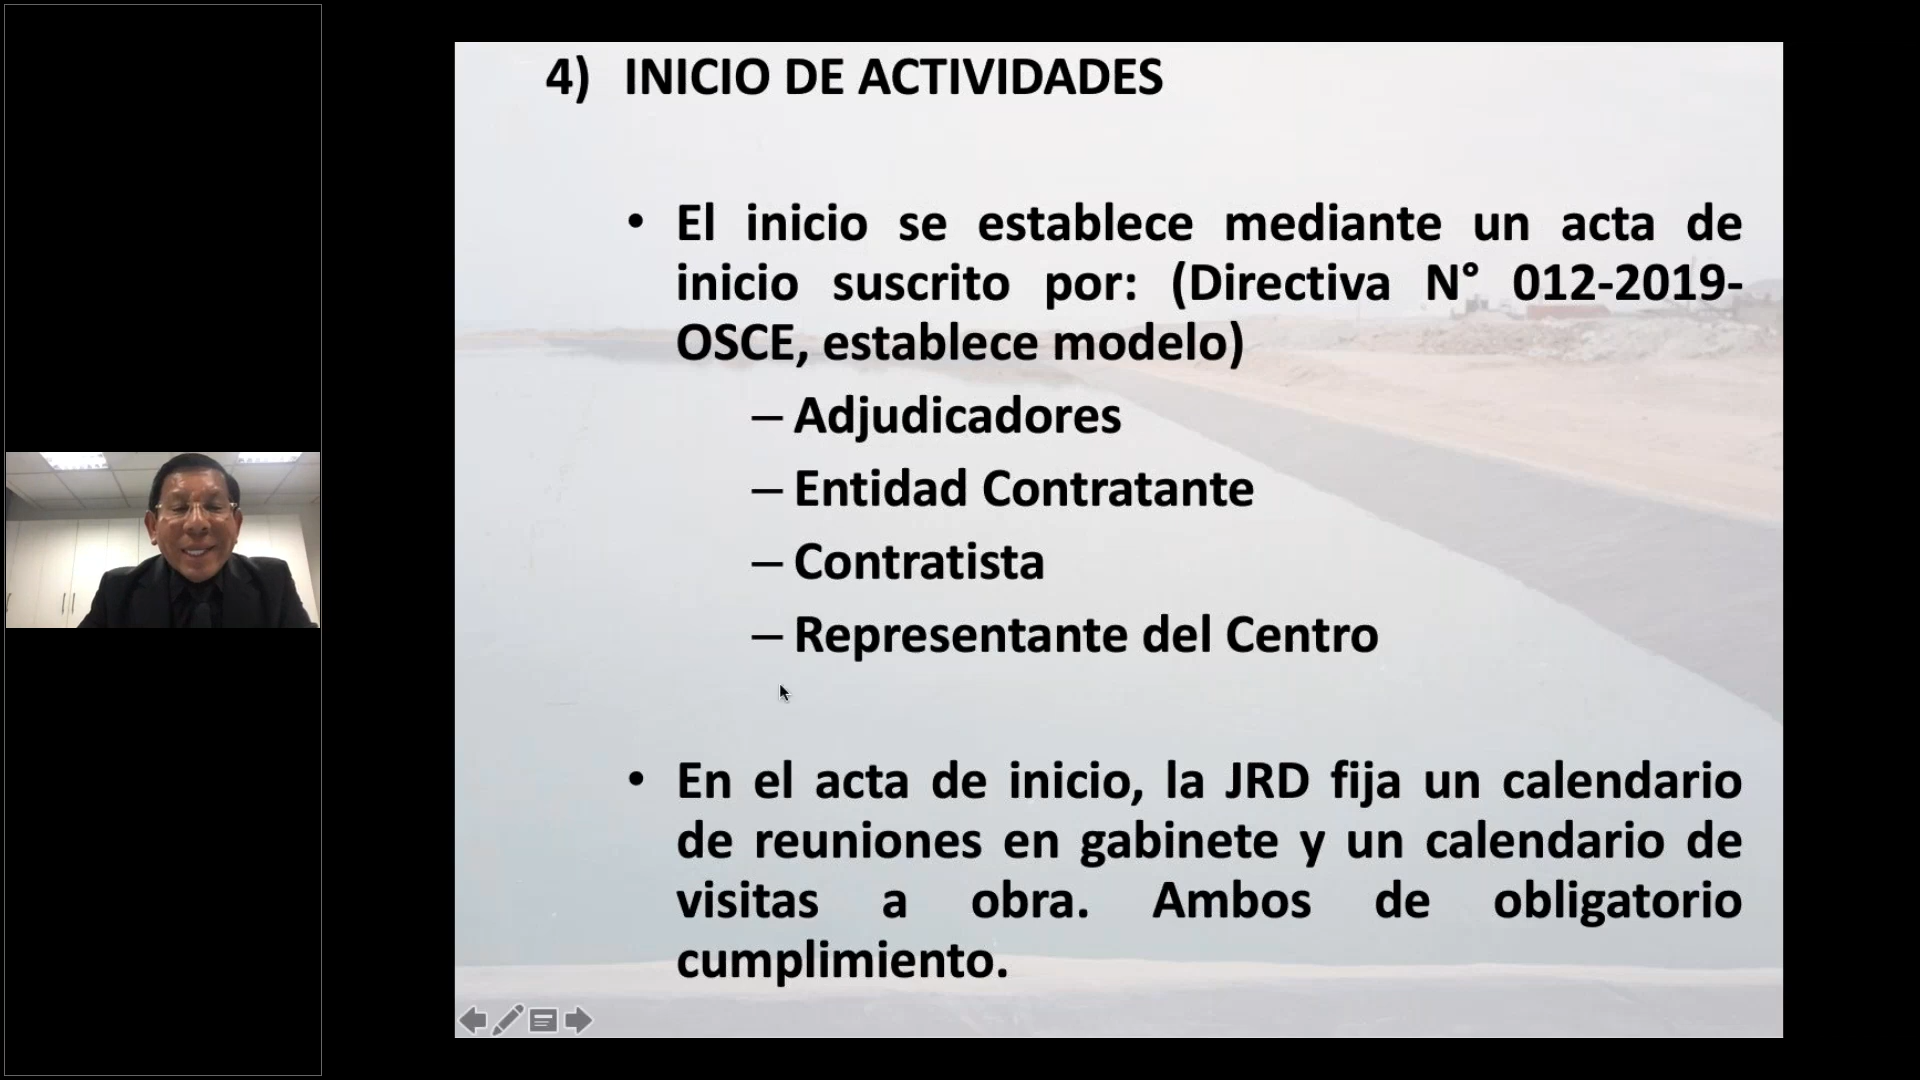 4) INICIO DE ACTIVIDADES
• El inicio se establece mediante un acta de
inicio suscrito por: (Directiva N° 012-2019-
OSCE, establece modelo)
– Adjudicadores
– Entidad Contratante
– Contratista
– Representante del Centro
• En el acta de inicio, la JRD fija un calendario
de reuniones en gabinete y un calendario de
visitas a obra. Ambos de obligatorio
cumplimiento.